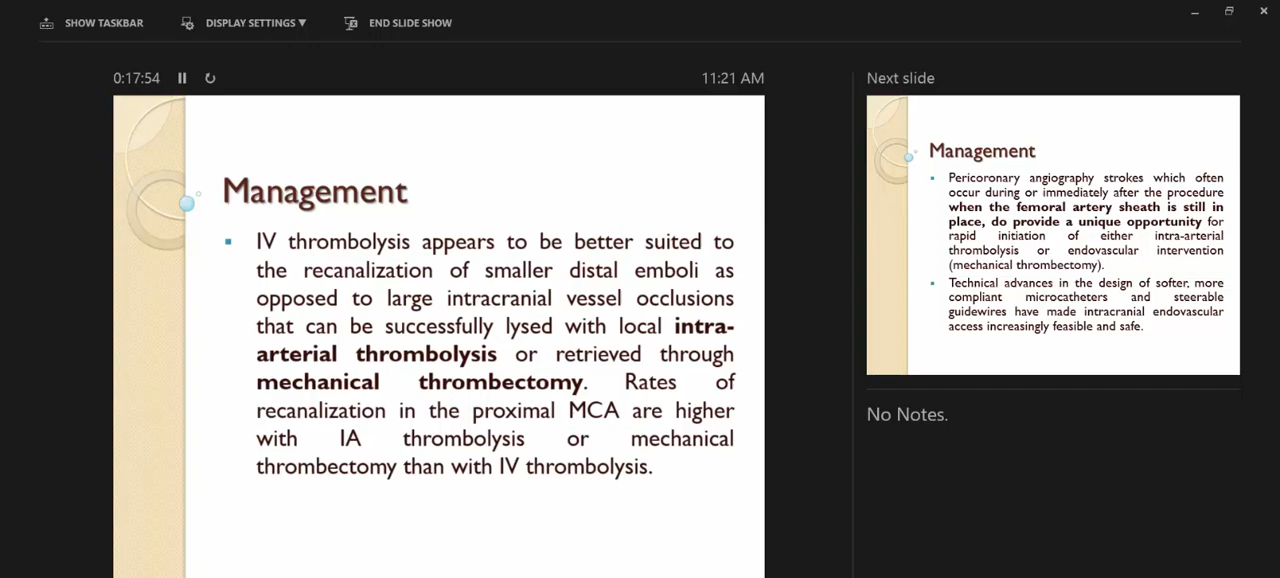 SHOW TASKBAR DISPLAY SETTINGS ▼ END SLIDE SHOW
0:17:54 11:21 AM
Management
▪ IV thrombolysis appears to be better suited to
the recanalization of smaller distal emboli as
opposed to large intracranial vessel occlusions
that can be successfully lysed with local intra-
arterial thrombolysis or retrieved through
mechanical thrombectomy. Rates of
recanalization in the proximal MCA are higher
with IA thrombolysis or mechanical
thrombectomy than with IV thrombolysis.
Next slide
Management
▪ Pericoronary angiography strokes which often
occur during or immediately after the procedure
when the femoral artery sheath is still in
place, do provide a unique opportunity for
rapid initiation of either intra-arterial
thrombolysis or endovascular intervention
(mechanical thrombectomy).
▪ Technical advances in the design of softer, more
compliant microcatheters and steerable
guidewires have made intracranial endovascular
access increasingly feasible and safe.
No Notes.